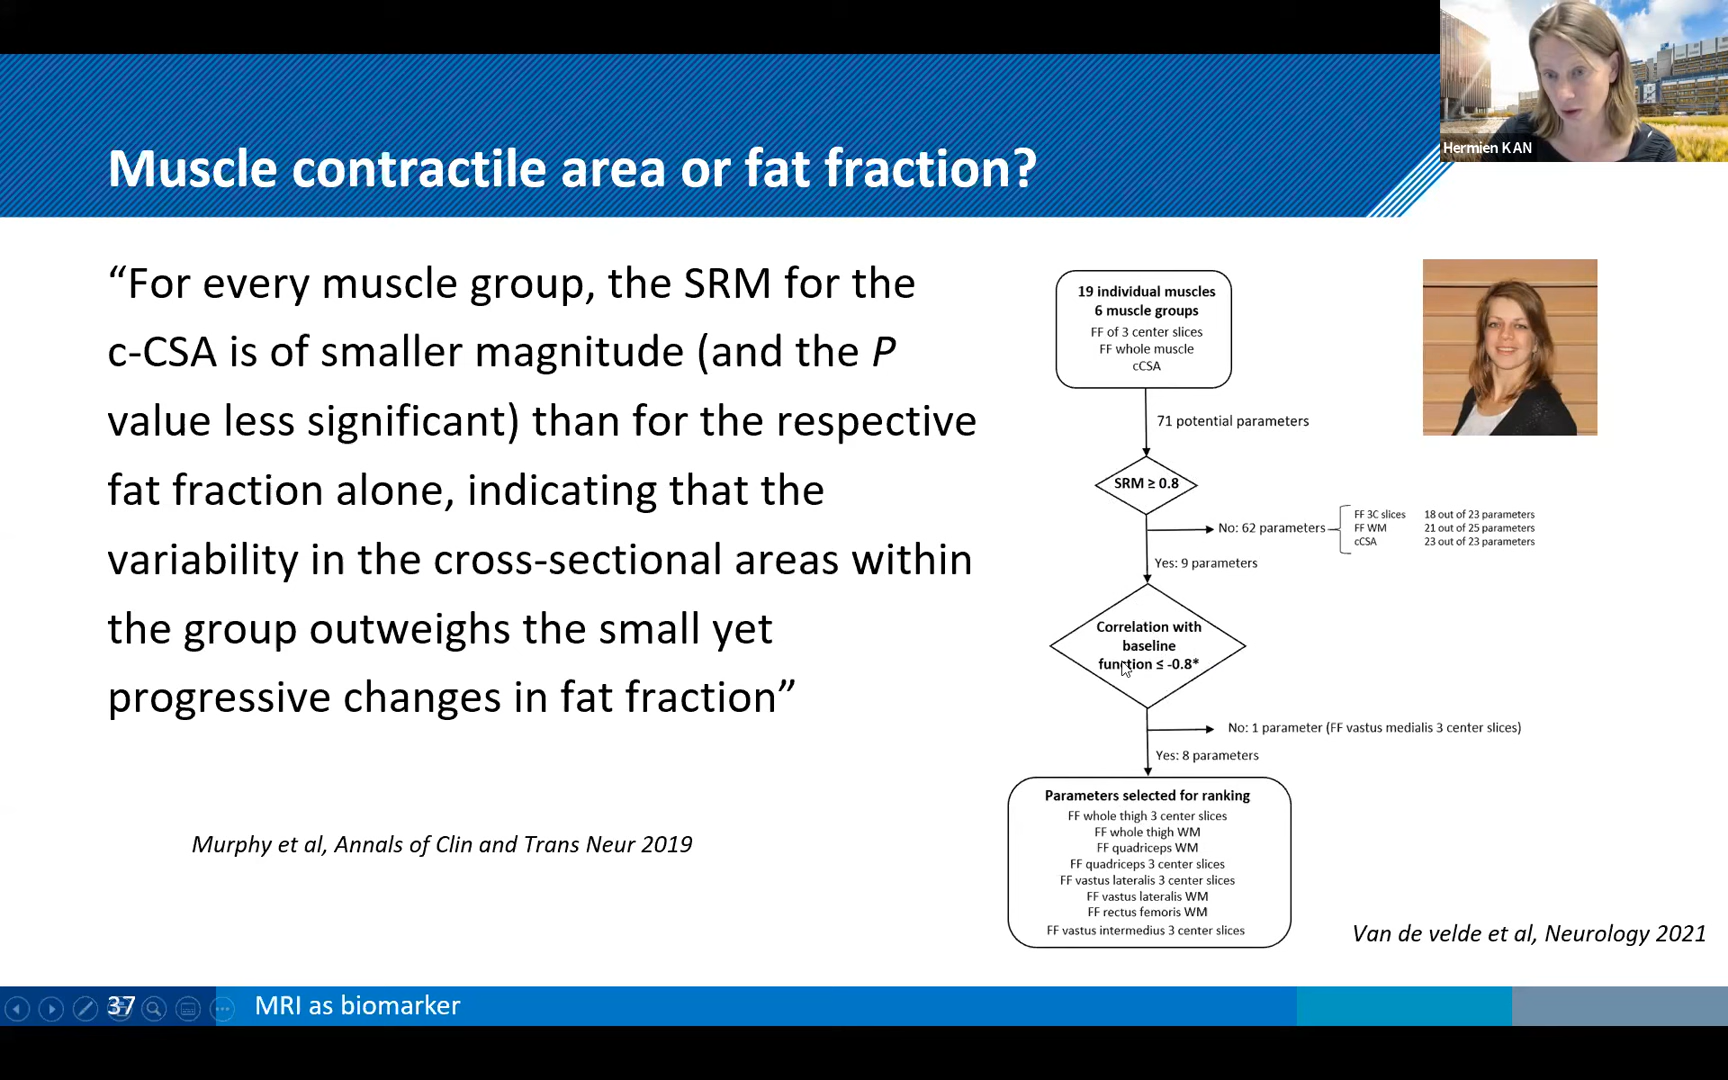 Hermien KAN
Muscle contractile area or fat fraction?
“For every muscle group, the SRM for the
c-CSA is of smaller magnitude (and the P
value less significant) than for the respective
fat fraction alone, indicating that the
variability in the cross-sectional areas within
the group outweighs the small yet
progressive changes in fat fraction”
Murphy et al, Annals of Clin and Trans Neur 2019
19 individual muscles
6 muscle groups
FF of 3 center slices
FF whole muscle
cCSA
71 potential parameters
SRM ≥ 0.8
No: 62 parameters
FF 3C slices 18 out of 23 parameters
FF WM 21 out of 25 parameters
cCSA 23 out of 23 parameters
Yes: 9 parameters
Correlation with
baseline
function ≤ -0.8*
No: 1 parameter (FF vastus medialis 3 center slices)
Yes: 8 parameters
Parameters selected for ranking
FF whole thigh 3 center slices
FF whole thigh WM
FF quadriceps WM
FF quadriceps 3 center slices
FF vastus lateralis 3 center slices
FF vastus lateralis WM
FF rectus femoris WM
FF vastus intermedius 3 center slices
Van de velde et al, Neurology 2021
37
MRI as biomarker